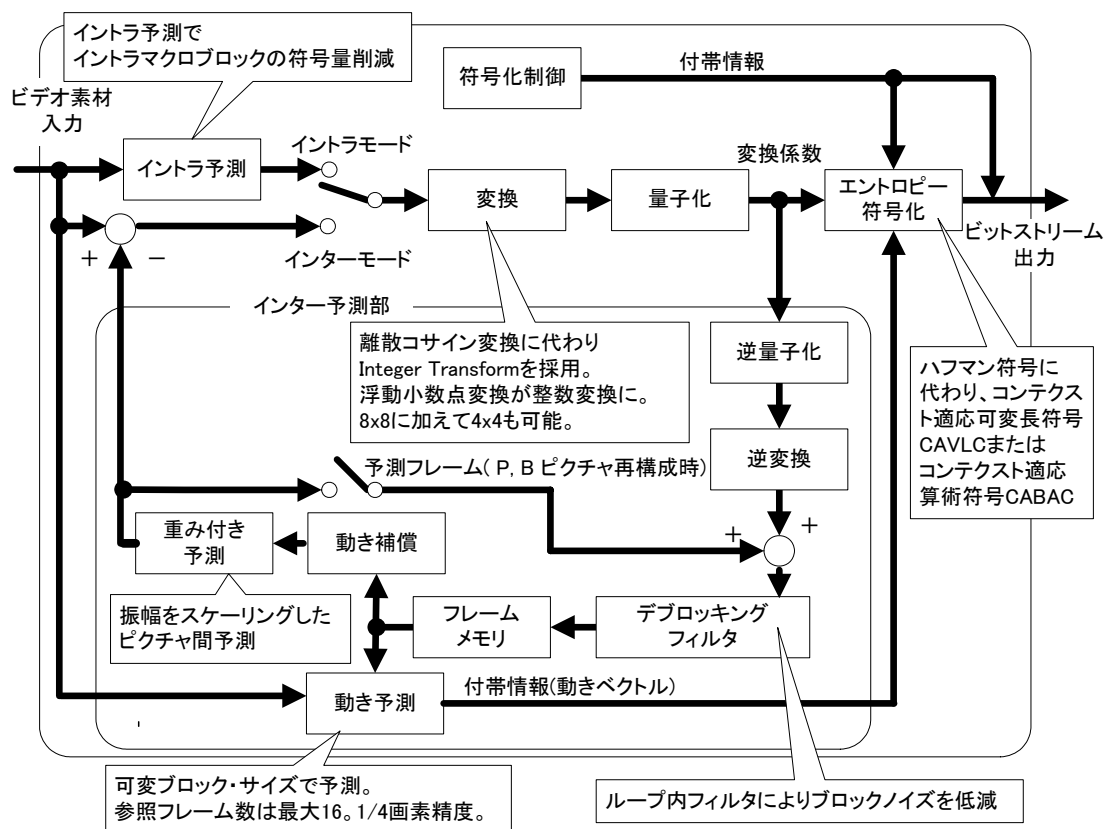 イントラ予測で
イントラマクロブロックの符号量削減
符号化制御
付帯情報
ビデオ素材
入力
イントラ予測
イントラモード
変換
量子化
変換係数
エントロピー
符号化
ビットストリーム
出力
+
−
インターモード
インター予測部
離散コサイン変換に代わり
Integer Transformを採用。
浮動小数点変換が整数変換に。
8x8に加えて4x4も可能。
逆量子化
ハフマン符号に
代わり、コンテクス
ト適応可変長符号
CAVLCまたは
コンテクスト適応
算術符号CABAC
逆変換
予測フレーム( P, B ピクチャ再構成時)
+
+
重み付き
予測
動き補償
振幅をスケーリングした
ピクチャ間予測
フレーム
メモリ
デブロッキング
フィルタ
動き予測
付帯情報(動きベクトル)
可変ブロック・サイズで予測。
参照フレーム数は最大16。1/4画素精度。
ループ内フィルタによりブロックノイズを低減